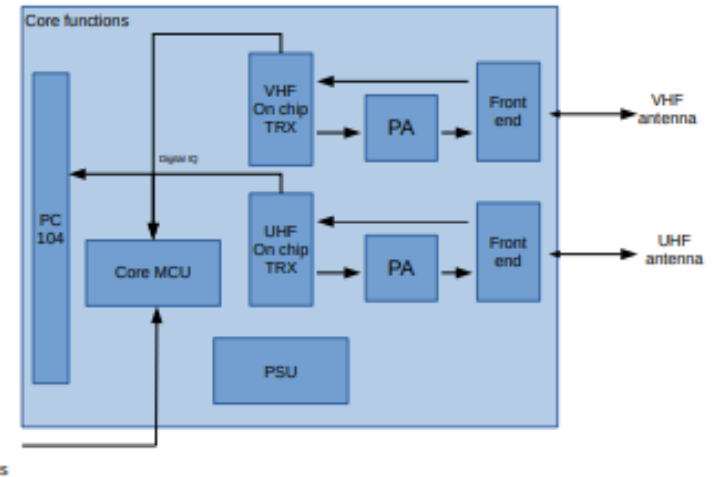 Core functions
VHF
On chip
TRX
PA
Front
end
VHF
antenna
Digital IQ
PC
104
UHF
On chip
TRX
PA
Front
end
UHF
antenna
Core MCU
PSU
s